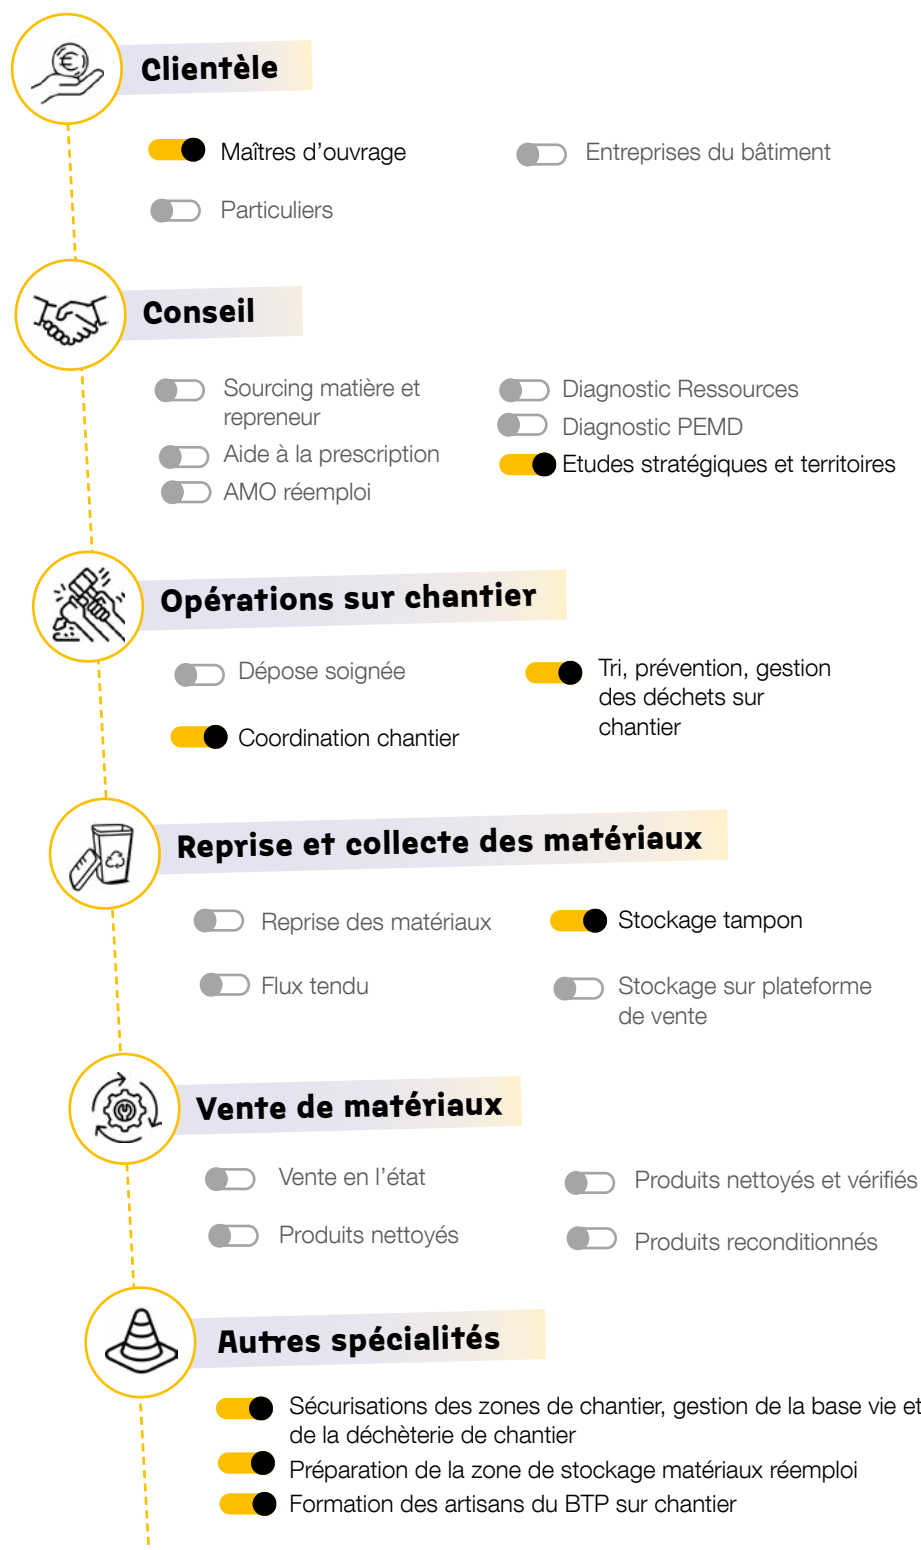 Clientèle
Maîtres d'ouvrage
Entreprises du bâtiment
Particuliers
Conseil
Sourcing matière et
repreneur
Aide à la prescription
AMO réemploi
Diagnostic Ressources
Diagnostic PEMD
Etudes stratégiques et territoires
Opérations sur chantier
Dépose soignée
Coordination chantier
Tri, prévention, gestion
des déchets sur
chantier
Reprise et collecte des matériaux
Reprise des matériaux
Stockage tampon
Flux tendu
Stockage sur plateforme
de vente
Vente de matériaux
Vente en l'état
Produits nettoyés et vérifiés
Produits nettoyés
Produits reconditionnés
Autres spécialités
Sécurisations des zones de chantier, gestion de la base vie et
de la déchèterie de chantier
Préparation de la zone de stockage matériaux réemploi
Formation des artisans du BTP sur chantier